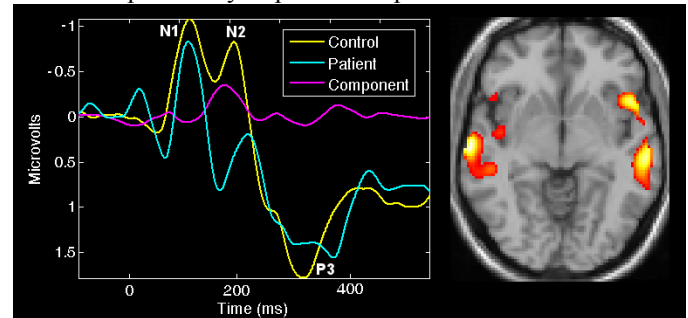 N1
N2
Control
Patient
Component
P3
-1
-0.5
0
0.5
1
1.5
Microvolts
0
200
400
Time (ms)